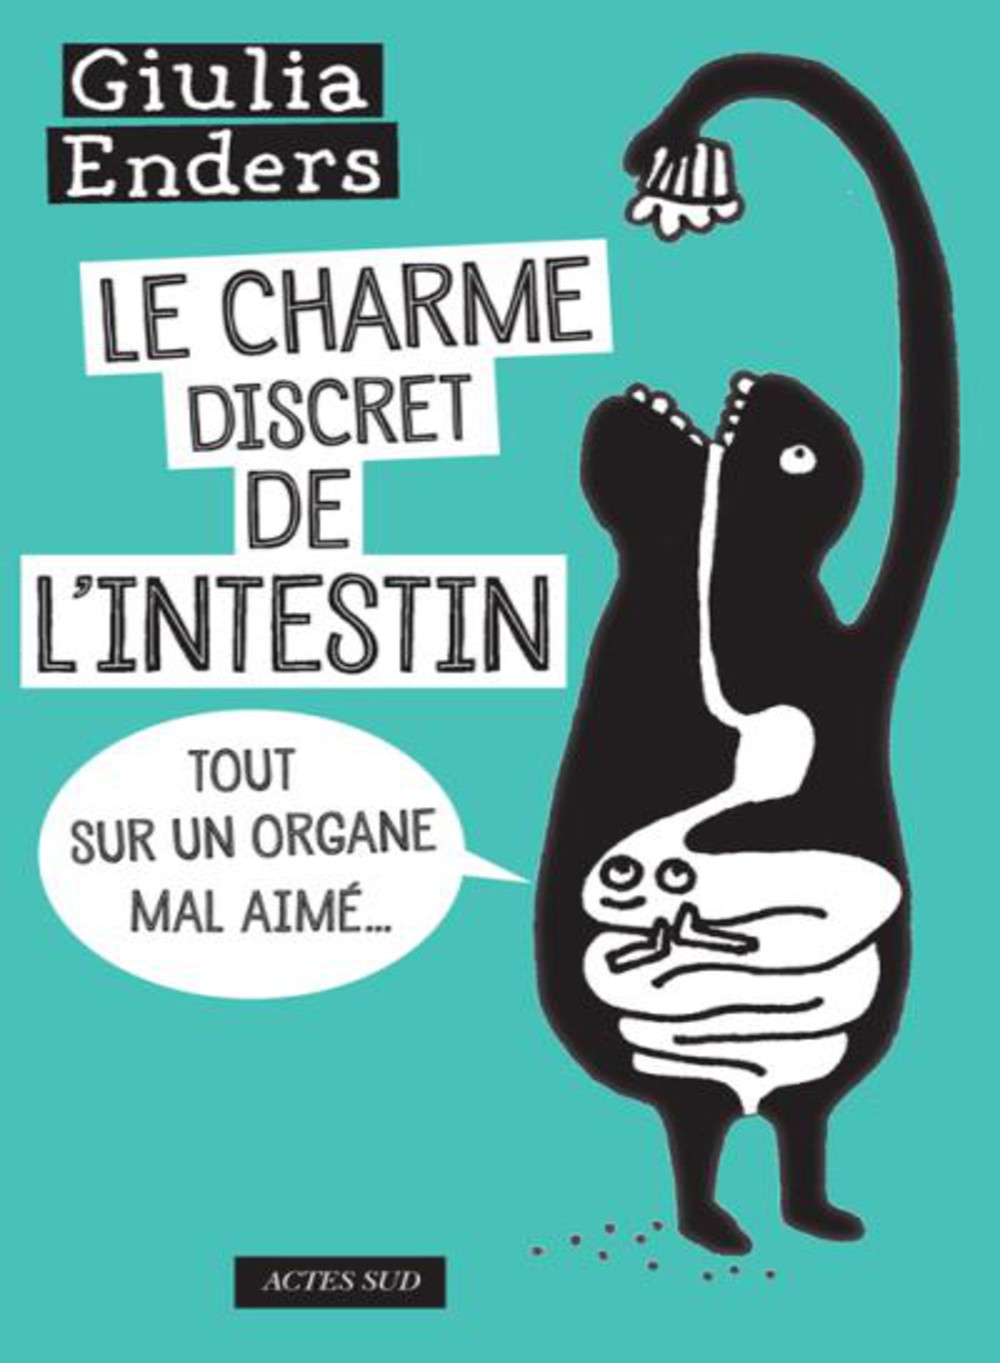 Giulia
Enders
LE CHARME
DISCRET
DE
L'INTESTIN
TOUT
SUR UN ORGANE
MAL AIMÉ...
ACTES SUD